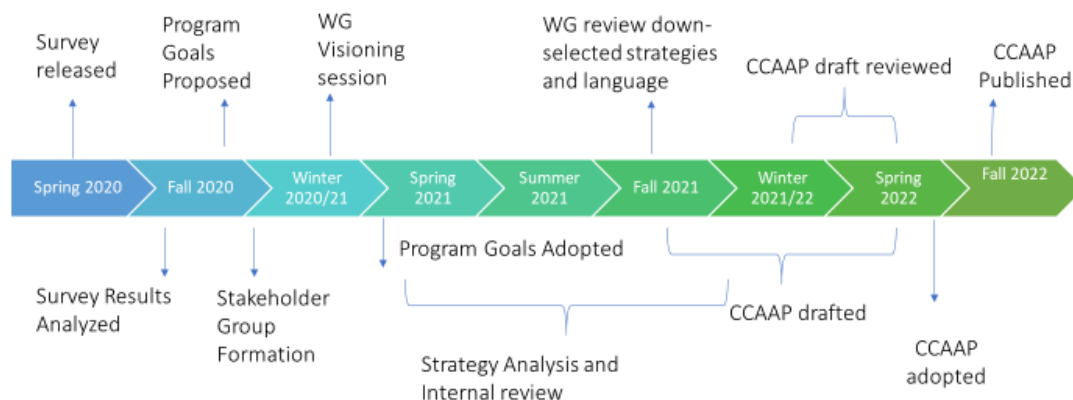 Survey
released
Program
Goals
Proposed
WG
Visioning
session
WG review down-
selected strategies
and language
CCAAP draft reviewed
CCAAP
Published
Spring 2020
Fall 2020
Winter
2020/21
Spring
2021
Summer
2021
Fall 2021
Winter
2021/22
Spring
2022
Fall 2022
Survey Results
Analyzed
Stakeholder
Group
Formation
Program Goals Adopted
Strategy Analysis and
Internal review
CCAAP drafted
CCAAP
adopted